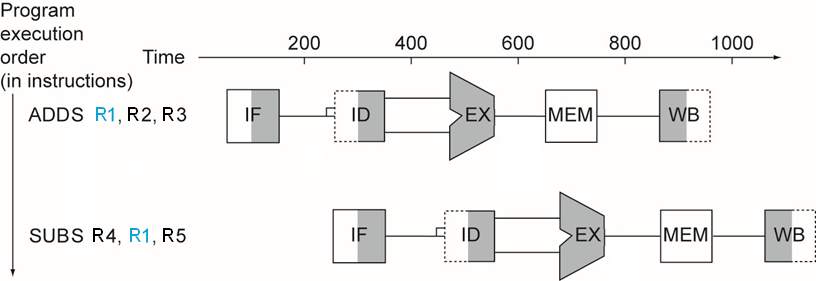 Program
execution
order
(in instructions)
Time
200 400 600 800 1000
ADDS R1, R2, R3
IF ID EX MEM WB
SUBS R4, R1, R5
IF ID EX MEM WB